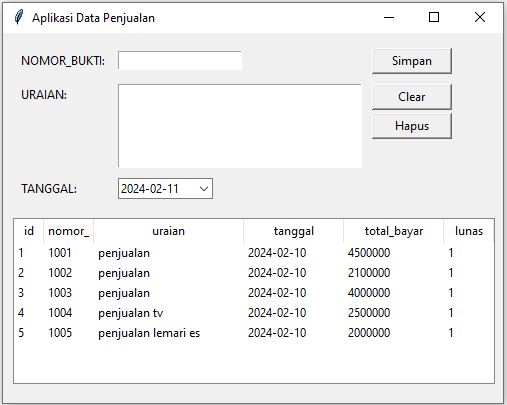 Aplikasi Data Penjualan
NOMOR_BUKTI: Simpan
URAIAN: Clear
Hapus
TANGGAL: 2024-02-11
id nomor_ uraian tanggal total_bayar lunas
1 1001 penjualan 2024-02-10 4500000 1
2 1002 penjualan 2024-02-10 2100000 1
3 1003 penjualan 2024-02-10 4000000 1
4 1004 penjualan tv 2024-02-10 2500000 1
5 1005 penjualan lemari es 2024-02-10 2000000 1